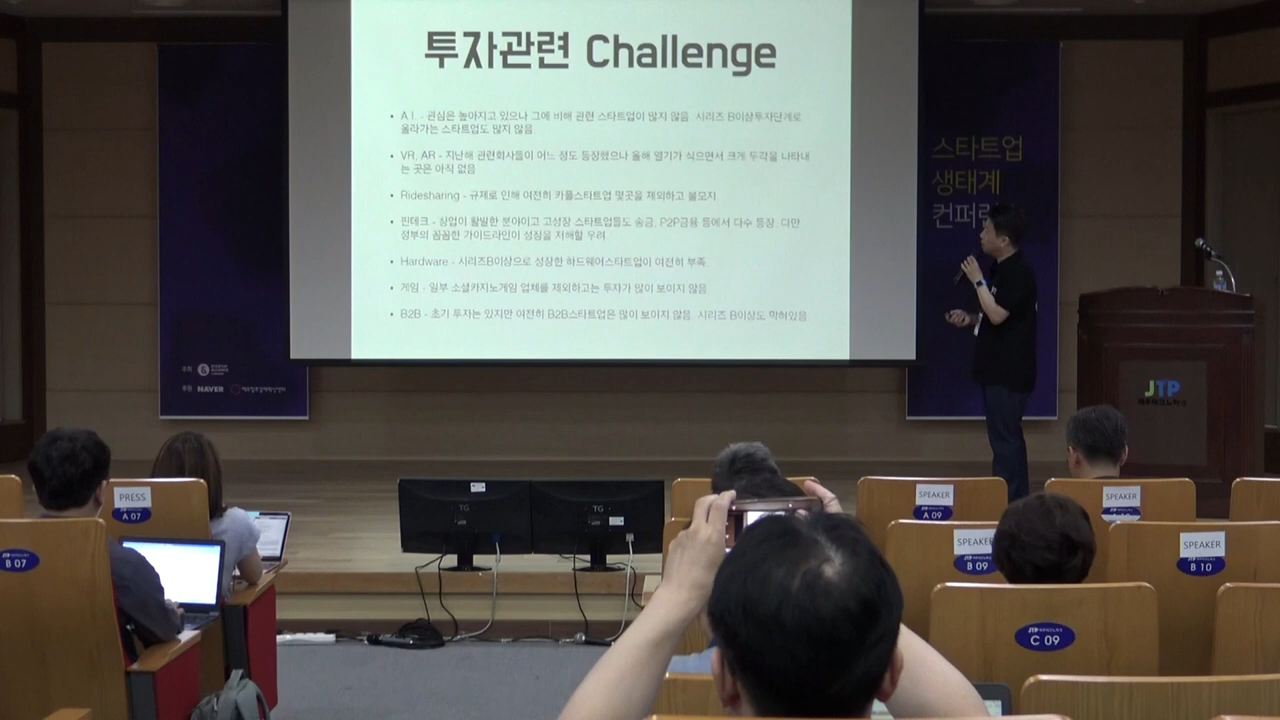 투자관련 Challenge
• A.I. - 관심은 높아지고 있으나 그에 비해 관련 스타트업이 많지 않음. 시리즈 B이상투자단계로
올라가는 스타트업도 많지 않음.
• VR, AR - 지난해 관련회사들이 어느 정도 등장했으나 올해 열기가 식으면서 크게 두각을 나타내
는 곳은 아직 없음
• Ridesharing - 규제로 인해 여전히 카풀스타트업 몇곳을 제외하고 불모지.
• 핀테크 - 창업이 활발한 분야이고 고성장 스타트업들도 송금, P2P금융 등에서 다수 등장. 다만
정부의 꼼꼼한 가이드라인이 성장을 저해할 우려.
• Hardware - 시리즈B이상으로 성장한 하드웨어스타트업이 여전히 부족.
• 게임 - 일부 소셜카지노게임 업체를 제외하고는 투자가 많이 보이지 않음.
• B2B - 초기 투자는 있지만 여전히 B2B스타트업은 많이 보이지 않음. 시리즈 B이상도 막혀있음
스타트업
생태계
컨퍼런
주최
NAVER
JTP
제주테크노파크
TG
TG
PRESS
A 07
B 07
SPEAKER
A 09
SPEAKER
SPEAKER
B 09
SPEAKER
B 10
JTP
C 09